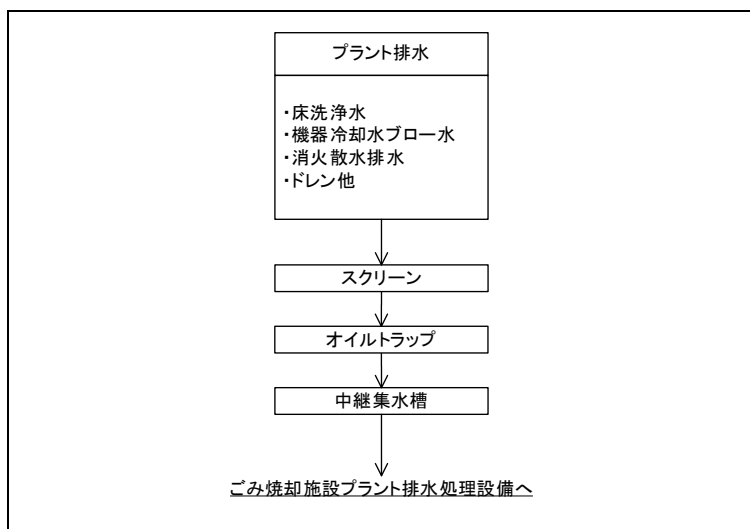 プラント排水
・床洗浄水
・機器冷却水ブロー水
・消火散水排水
・ドレン他
スクリーン
オイルトラップ
中継集水槽
ごみ焼却施設プラント排水処理設備へ